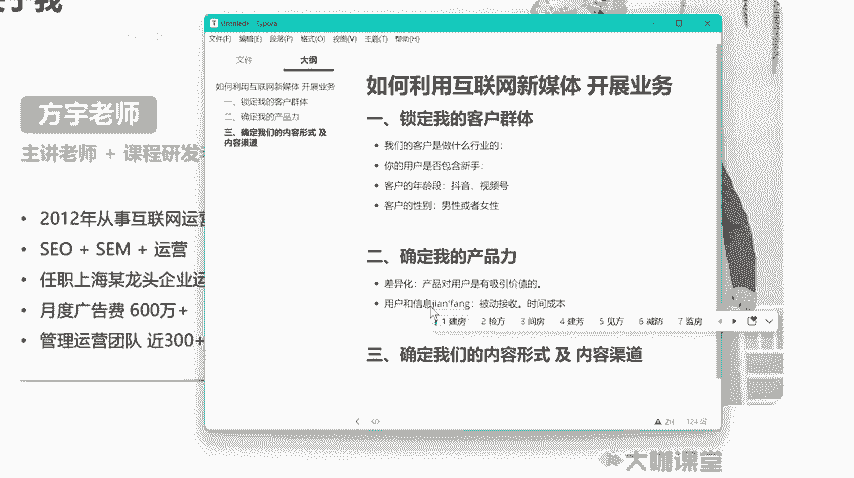 关于我
方宇老师
主讲老师 + 课程研发
2012年从事互联网运营
SEO + SEM + 运营
任职上海某龙头企业运
月度广告费 600万+
管理运营团队 近300+
文件(F) 编辑(E) 段落(P) 格式(O) 视图(V) 主题(T) 帮助(H)
文件 大纲
如何利用互联网新媒体 开展业务
一、锁定我的客户群体
二、确定我的产品力
三、确定我们的内容形式 及
内容渠道
如何利用互联网新媒体 开展业务
一、锁定我的客户群体
我们的客户是做什么行业的：
你的用户是否包含新手：
客户的年龄段：抖音、视频号
客户的性别：男性或者女性
二、确定我的产品力
差异化：产品对用户是有吸引价值的。
用户和信息jian'fang：被动接收。时间成本
1 建房 2 检方 3 间房 4 建芳 5 见方 6 减防 7 监房
三、确定我们的内容形式 及 内容渠道
ZH 124 词
大咖课堂